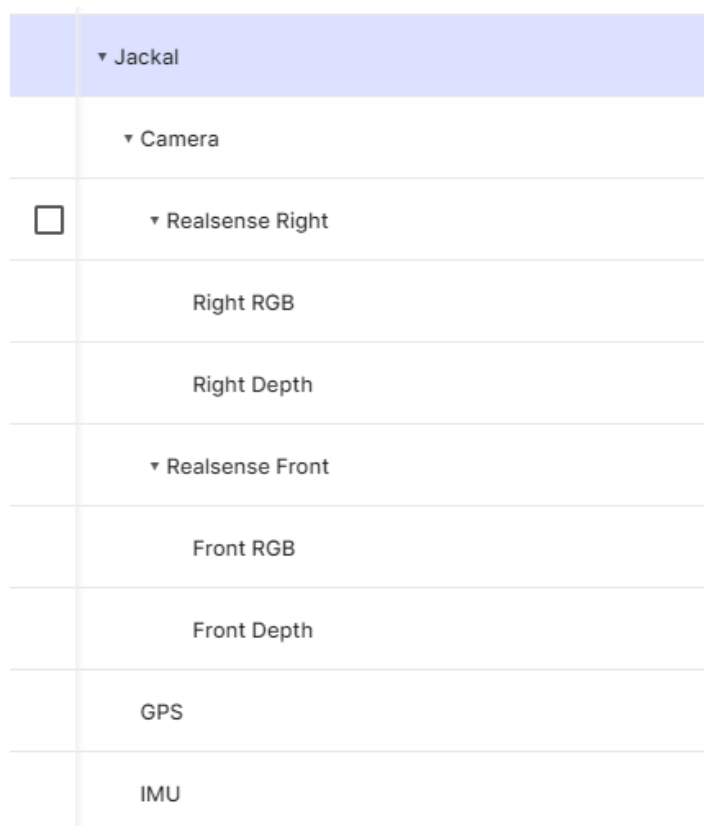 Jackal
Camera
Realsense Right
Right RGB
Right Depth
Realsense Front
Front RGB
Front Depth
GPS
IMU